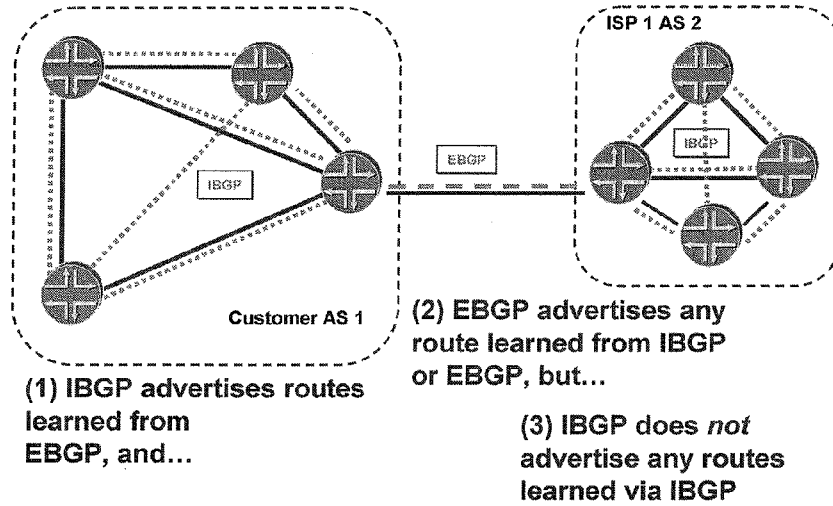 ISP 1 AS 2
IBGP
EBGP
IBGP
Customer AS 1
(1) IBGP advertises routes
learned from
EBGP, and...
(2) EBGP advertises any
route learned from IBGP
or EBGP, but...
(3) IBGP does not
advertise any routes
learned via IBGP